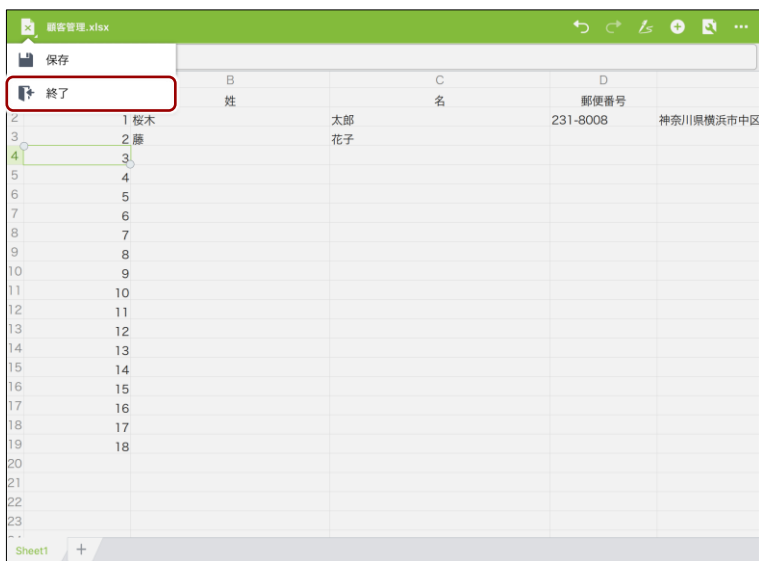 顧客管理.xlsx
保存
終了
B C D
姓 名 郵便番号
2 1 桜木 太郎 231-8008 神奈川県横浜市中区
3 2 藤 花子
4 3
5 4
6 5
7 6
8 7
9 8
10 9
11 10
12 11
13 12
14 13
15 14
16 15
17 16
18 17
19 18
20
21
22
23
Sheet1 +